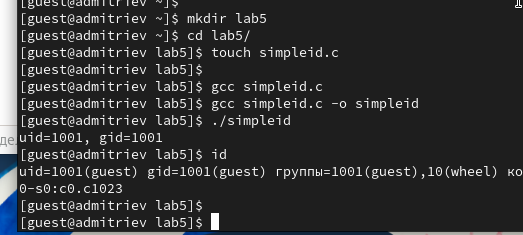 [guest@admitriev ~]$
[guest@admitriev ~]$ mkdir lab5
[guest@admitriev ~]$ cd lab5/
[guest@admitriev lab5]$ touch simpleid.c
[guest@admitriev lab5]$
[guest@admitriev lab5]$ gcc simpleid.c
[guest@admitriev lab5]$ gcc simpleid.c -o simpleid
[guest@admitriev lab5]$ ./simpleid
uid=1001, gid=1001
[guest@admitriev lab5]$ id
uid=1001(guest) gid=1001(guest) группы=1001(guest),10(wheel) ко
0-s0:c0.c1023
[guest@admitriev lab5]$
[guest@admitriev lab5]$